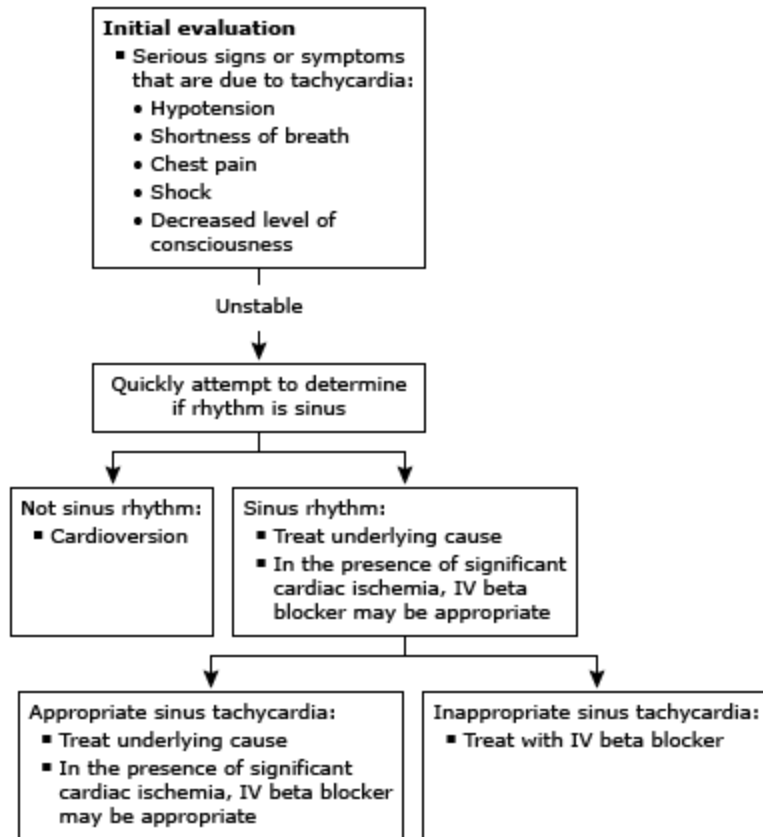 Initial evaluation
▪ Serious signs or symptoms
that are due to tachycardia:
• Hypotension
• Shortness of breath
• Chest pain
• Shock
• Decreased level of
consciousness
Unstable
Quickly attempt to determine
if rhythm is sinus
Not sinus rhythm:
▪ Cardioversion
Sinus rhythm:
▪ Treat underlying cause
▪ In the presence of significant
cardiac ischemia, IV beta
blocker may be appropriate
Appropriate sinus tachycardia:
▪ Treat underlying cause
▪ In the presence of significant
cardiac ischemia, IV beta blocker
may be appropriate
Inappropriate sinus tachycardia:
▪ Treat with IV beta blocker